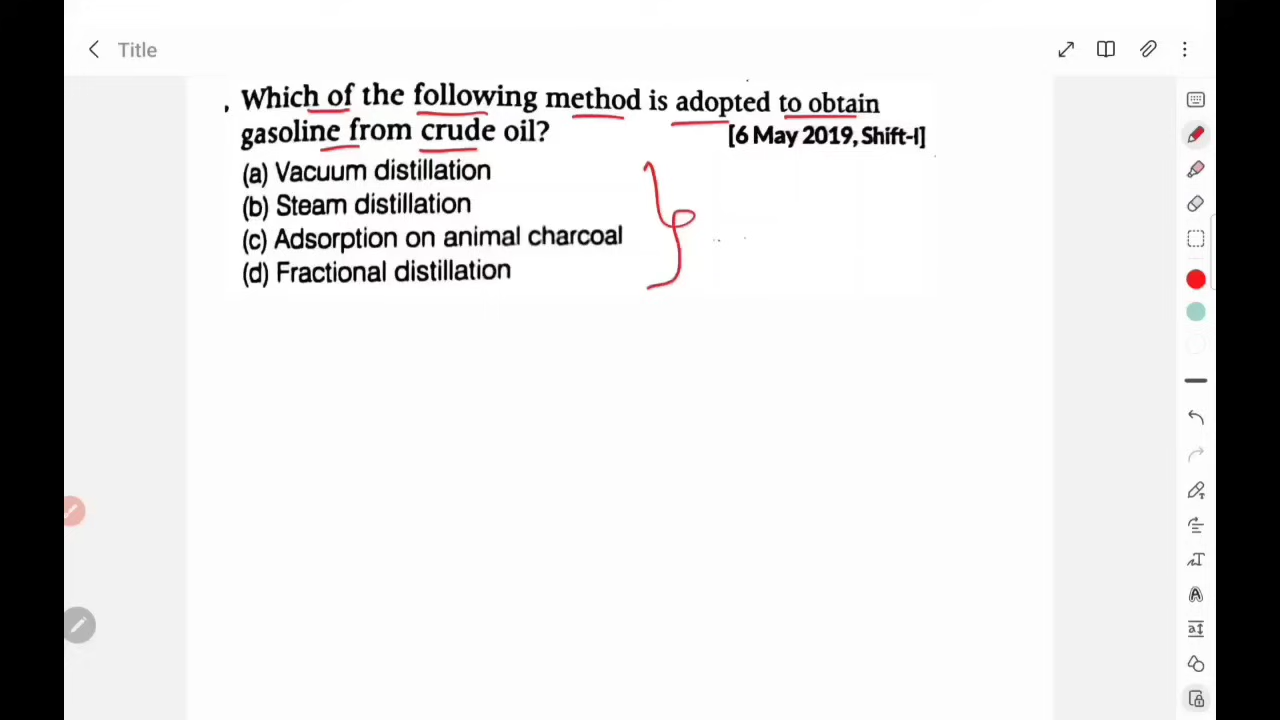 Title
. Which of the following method is adopted to obtain
gasoline from crude oil? [6 May 2019, Shift-I]
(a) Vacuum distillation
(b) Steam distillation
(c) Adsorption on animal charcoal
(d) Fractional distillation